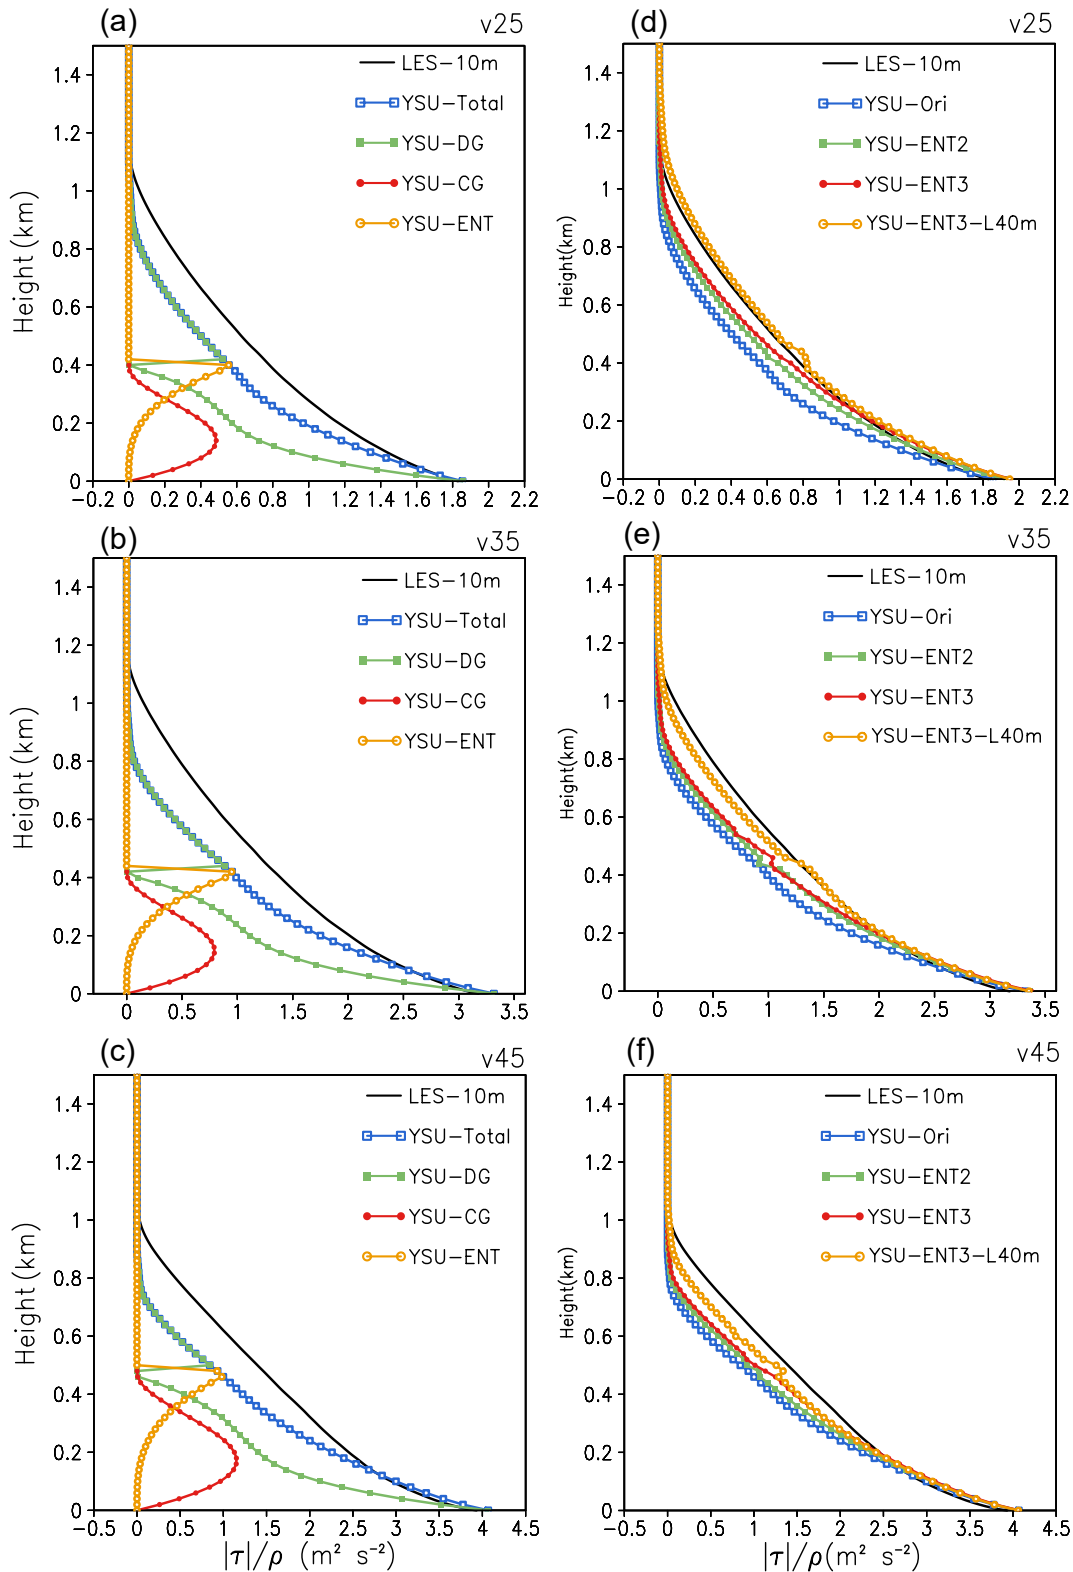 (a) v25
LES-10m
YSU-Total
YSU-DG
YSU-CG
YSU-ENT
Height(km)
1.4
1.2
1
0.8
0.6
0.4
0.2
0
-0.2 0 0.2 0.4 0.6 0.8 1 1.2 1.4 1.6 1.8 2 2.2
(d) v25
LES-10m
YSU-Ori
YSU-ENT2
YSU-ENT3
YSU-ENT3-L40m
Height(km)
1.4
1.2
1
0.8
0.6
0.4
0.2
0
-0.2 0 0.2 0.4 0.6 0.8 1 1.2 1.4 1.6 1.8 2 2.2
(b) v35
LES-10m
YSU-Total
YSU-DG
YSU-CG
YSU-ENT
Height(km)
1.4
1.2
1
0.8
0.6
0.4
0.2
0
0 0.5 1 1.5 2 2.5 3 3.5
(e) v35
LES-10m
YSU-Ori
YSU-ENT2
YSU-ENT3
YSU-ENT3-L40m
Height(km)
1.4
1.2
1
0.8
0.6
0.4
0.2
0
0 0.5 1 1.5 2 2.5 3 3.5
(c) v45
LES-10m
YSU-Total
YSU-DG
YSU-CG
YSU-ENT
Height(km)
1.4
1.2
1
0.8
0.6
0.4
0.2
0
-0.5 0 0.5 1 1.5 2 2.5 3 3.5 4 4.5
|τ|/ρ (m² s⁻²)
(f) v45
LES-10m
YSU-Ori
YSU-ENT2
YSU-ENT3
YSU-ENT3-L40m
Height(km)
1.4
1.2
1
0.8
0.6
0.4
0.2
0
-0.5 0 0.5 1 1.5 2 2.5 3 3.5 4 4.5
|τ|/ρ(m² s⁻²)